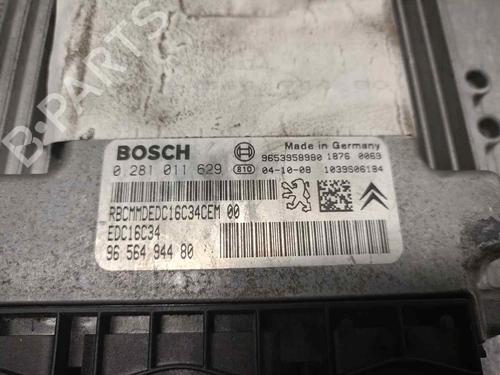 B-PARTS
BOSCH
Made in Germany
9653958980 1876 0069
0 281 011 629
810
04-10-08 1039S06184
RBCMMDEDC16C34CEM 00
EDC16C34
96 564 944 80